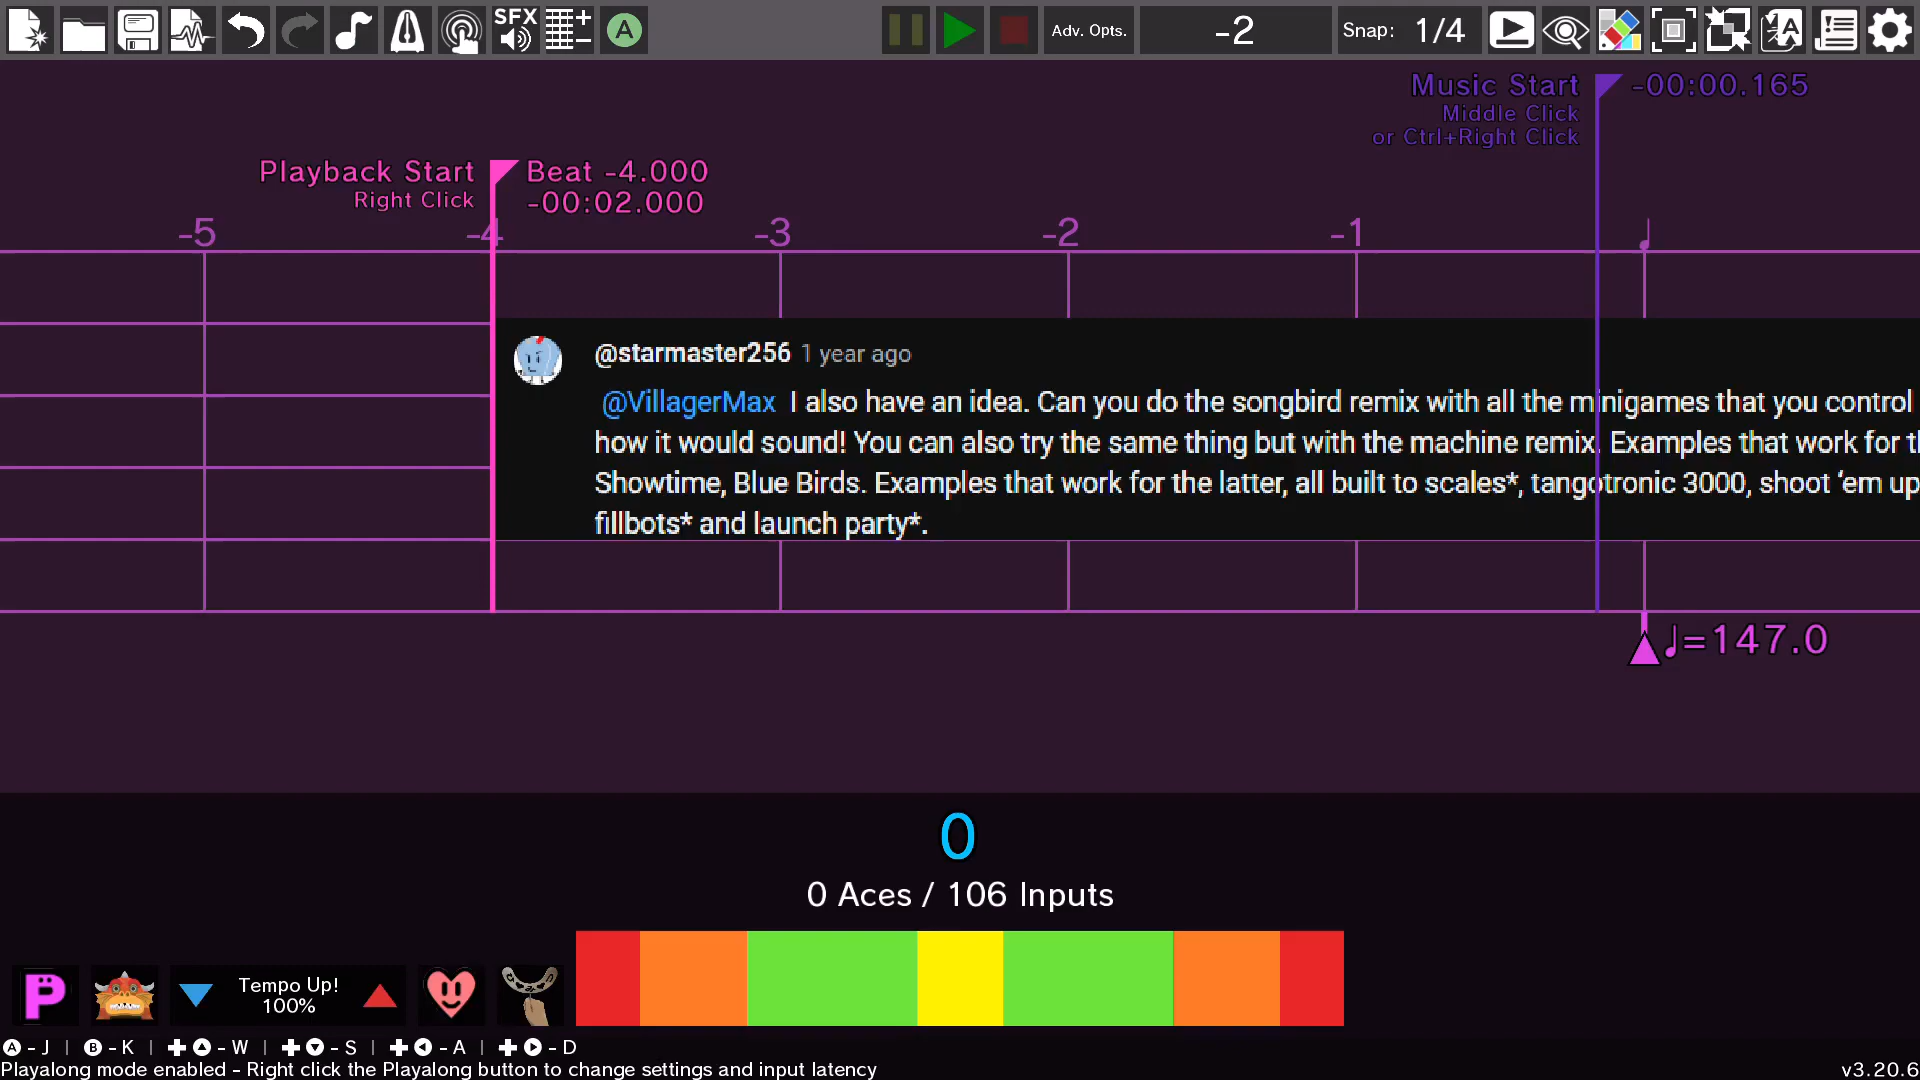 SFX
A
Adv. Opts.
-2
Snap: 1/4
A
Music Start
-00:00.165
Middle Click
or Ctrl+Right Click
Playback Start
Beat -4.000
Right Click
-00:02.000
-5 -4 -3 -2 -1
@starmaster256 1 year ago
@VillagerMax I also have an idea. Can you do the songbird remix with all the minigames that you control
how it would sound! You can also try the same thing but with the machine remix. Examples that work for
Showtime, Blue Birds. Examples that work for the latter, all built to scales*, tangotronic 3000, shoot ‘em up
fillbots* and launch party*.
♩=147.0
0
0 Aces / 106 Inputs
P
Tempo Up!
100%
A - J | B - K | - W | - S | - A | - D
Playalong mode enabled - Right click the Playalong button to change settings and input latency
v3.20.6